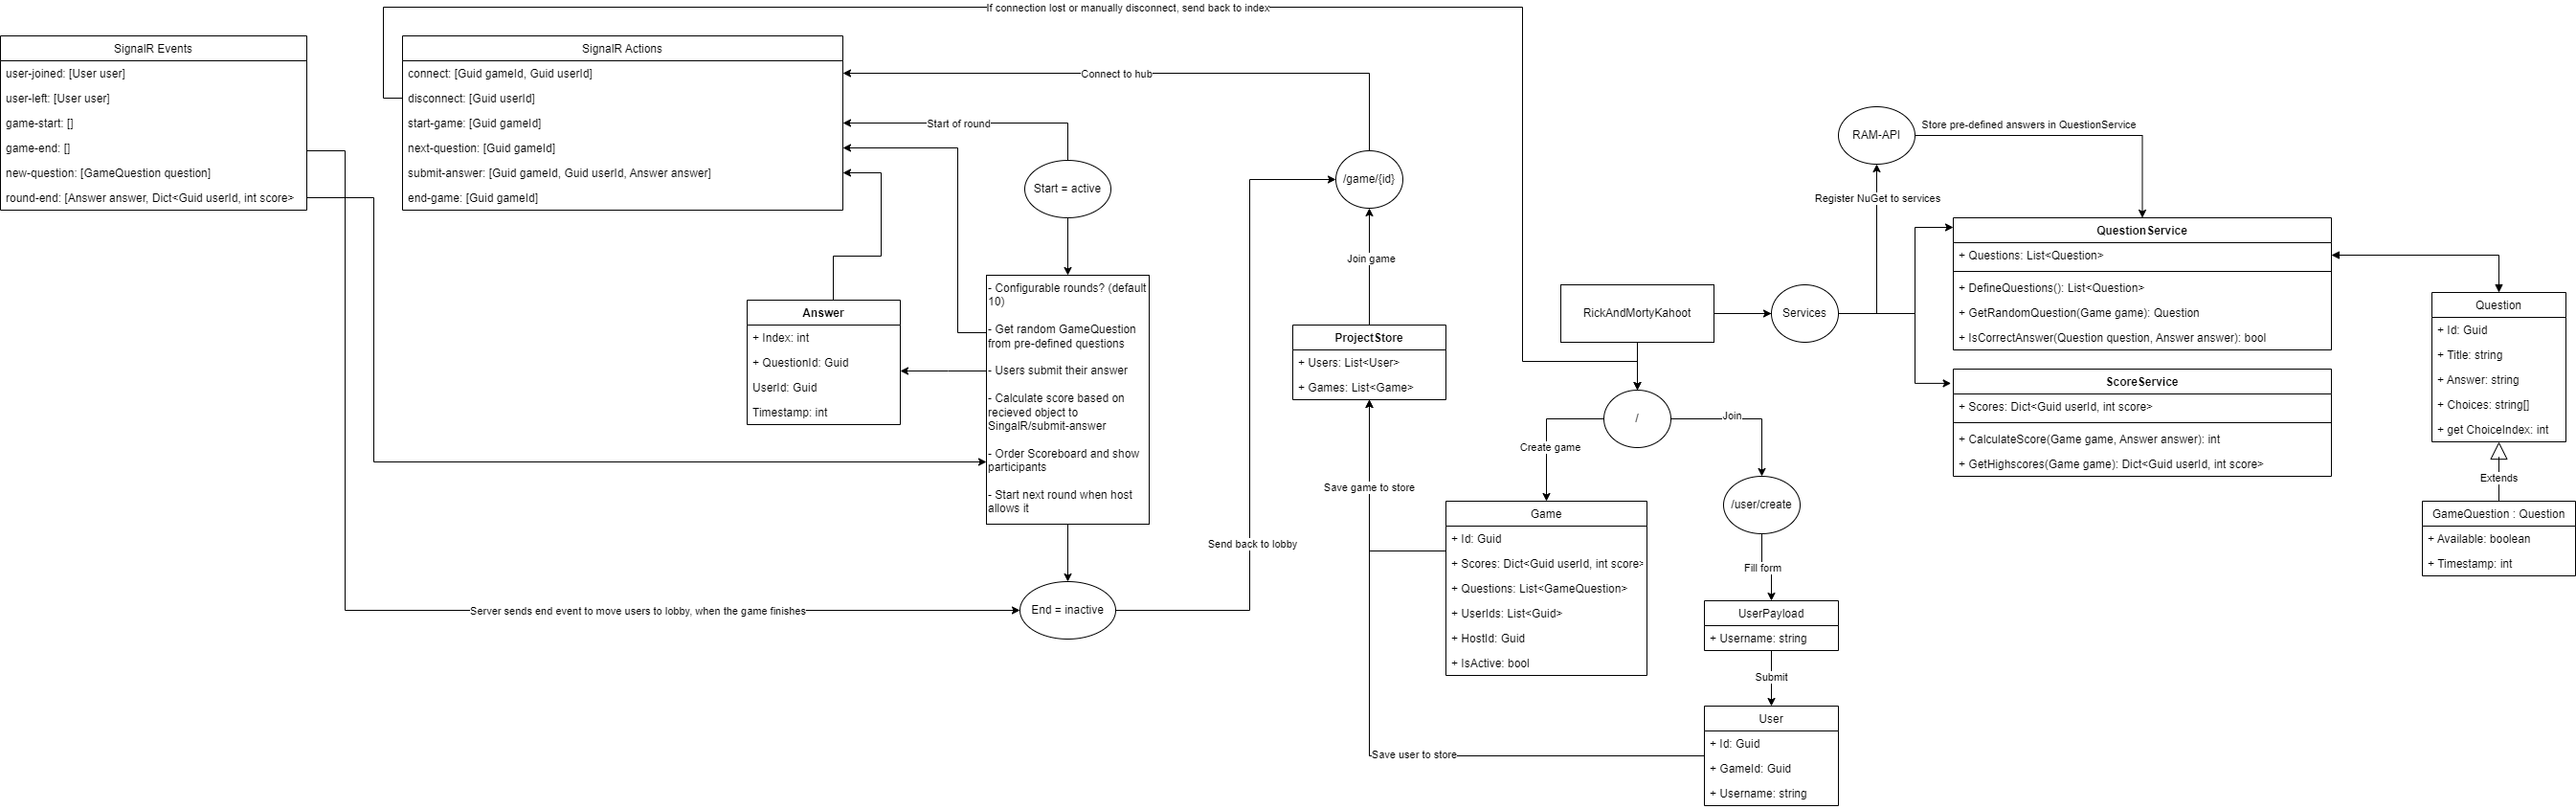 If connection lost or manually disconnect, send back to index
SignalR Events
user-joined: [User user]
user-left: [User user]
game-start: []
game-end: []
new-question: [GameQuestion question]
round-end: [Answer answer, Dict<Guid userId, int score>
SignalR Actions
connect: [Guid gameId, Guid userId]
disconnect: [Guid userId]
start-game: [Guid gameId]
next-question: [Guid gameId]
submit-answer: [Guid gameId, Guid userId, Answer answer]
end-game: [Guid gameId]
Connect to hub
Start of round
Start = active
Answer
+ Index: int
+ QuestionId: Guid
UserId: Guid
Timestamp: int
- Configurable rounds? (default
10)
- Get random GameQuestion
from pre-defined questions
- Users submit their answer
- Calculate score based on
recieved object to
SingalR/submit-answer
- Order Scoreboard and show
participants
- Start next round when host
allows it
Server sends end event to move users to lobby, when the game finishes
End = inactive
Send back to lobby
/game/{id}
Join game
ProjectStore
+ Users: List<User>
+ Games: List<Game>
Save game to store
Save user to store
RickAndMortyKahoot
Services
/
Create game
Join
Game
+ Id: Guid
+ Scores: Dict<Guid userId, int score>
+ Questions: List<GameQuestion>
+ UserIds: List<Guid>
+ HostId: Guid
+ IsActive: bool
/user/create
Fill form
UserPayload
+ Username: string
Submit
User
+ Id: Guid
+ GameId: Guid
+ Username: string
RAM-API
Store pre-defined answers in QuestionService
Register NuGet to services
QuestionService
+ Questions: List<Question>
+ DefineQuestions(): List<Question>
+ GetRandomQuestion(Game game): Question
+ IsCorrectAnswer(Question question, Answer answer): bool
ScoreService
+ Scores: Dict<Guid userId, int score>
+ CalculateScore(Game game, Answer answer): int
+ GetHighscores(Game game): Dict<Guid userId, int score>
Question
+ Id: Guid
+ Title: string
+ Answer: string
+ Choices: string[]
+ get ChoiceIndex: int
Extends
GameQuestion : Question
+ Available: boolean
+ Timestamp: int